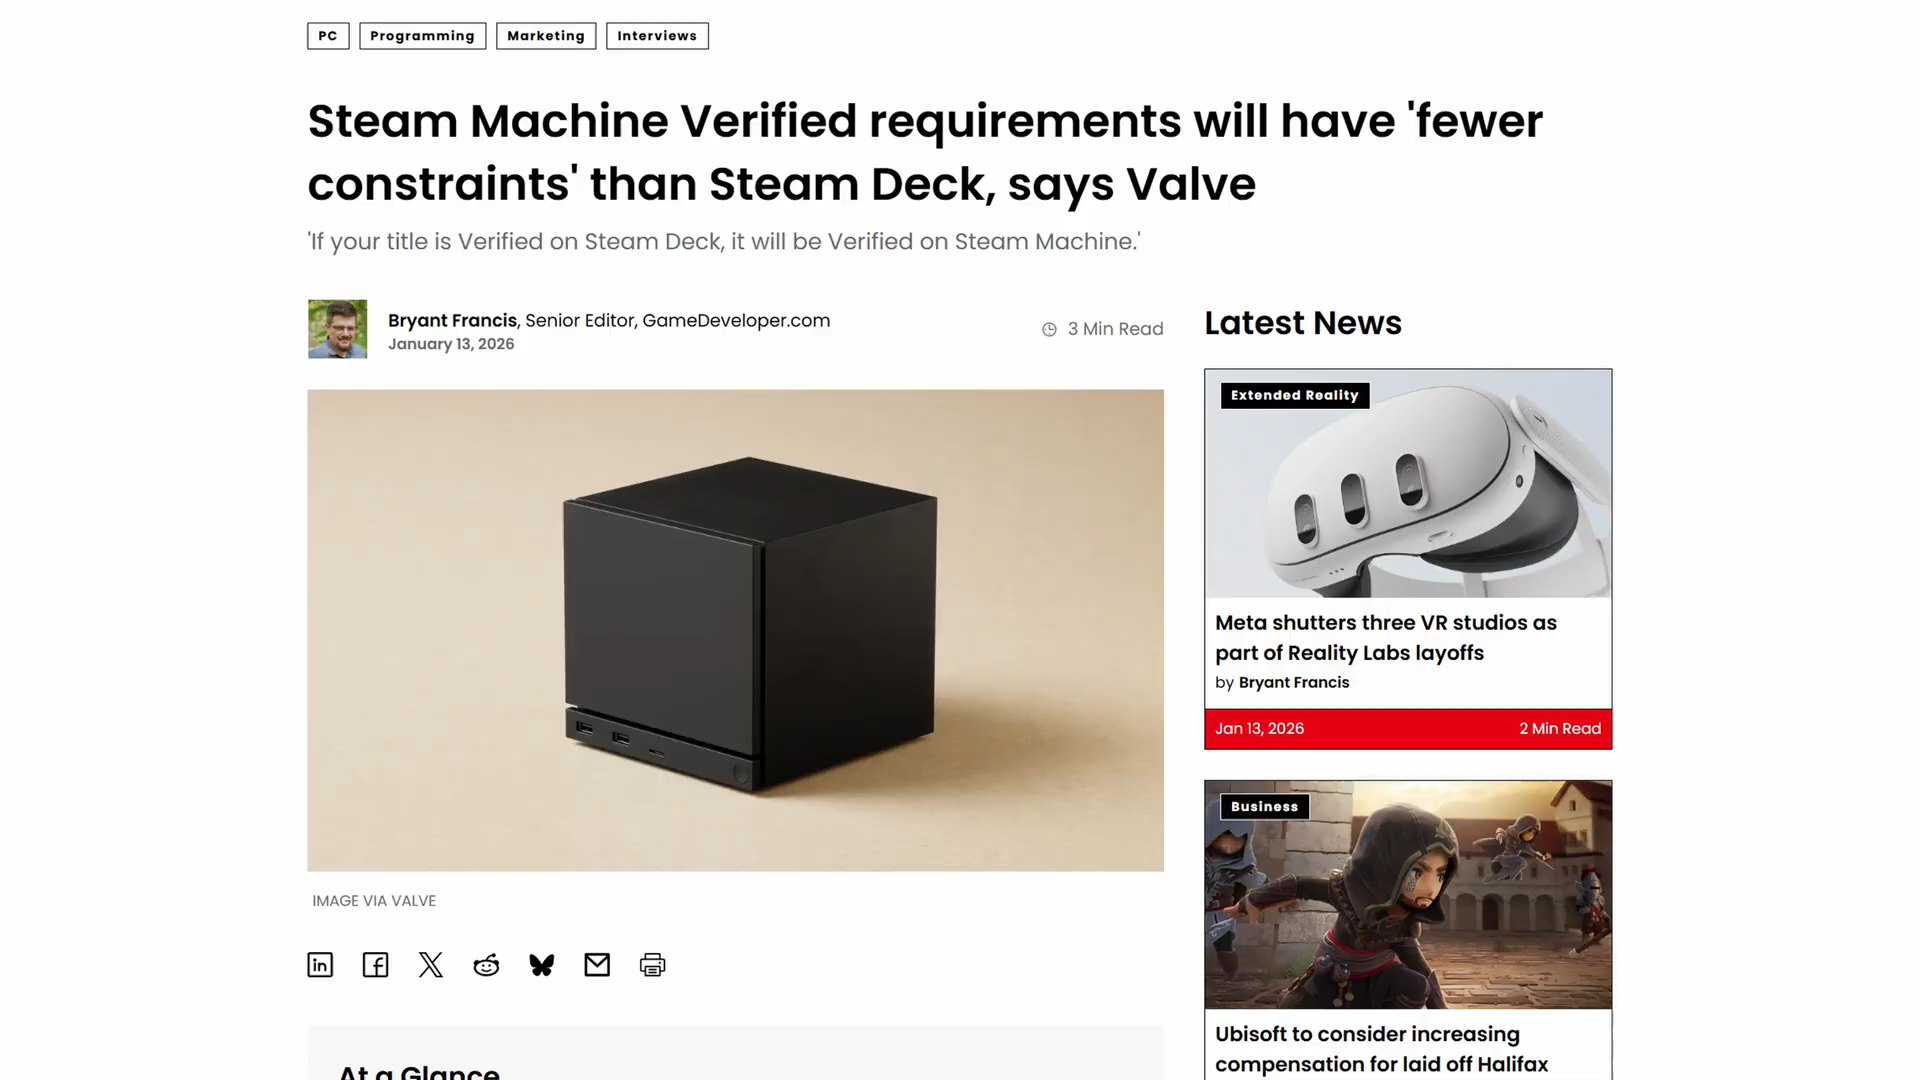 PC
Programming
Marketing
Interviews
Steam Machine Verified requirements will have 'fewer
constraints' than Steam Deck, says Valve
'If your title is Verified on Steam Deck, it will be Verified on Steam Machine.'
Bryant Francis, Senior Editor, GameDeveloper.com
January 13, 2026
3 Min Read
IMAGE VIA VALVE
At a Glance
Latest News
Extended Reality
Meta shutters three VR studios as
part of Reality Labs layoffs
by Bryant Francis
Jan 13, 2026
2 Min Read
Business
Ubisoft to consider increasing
compensation for laid off Halifax